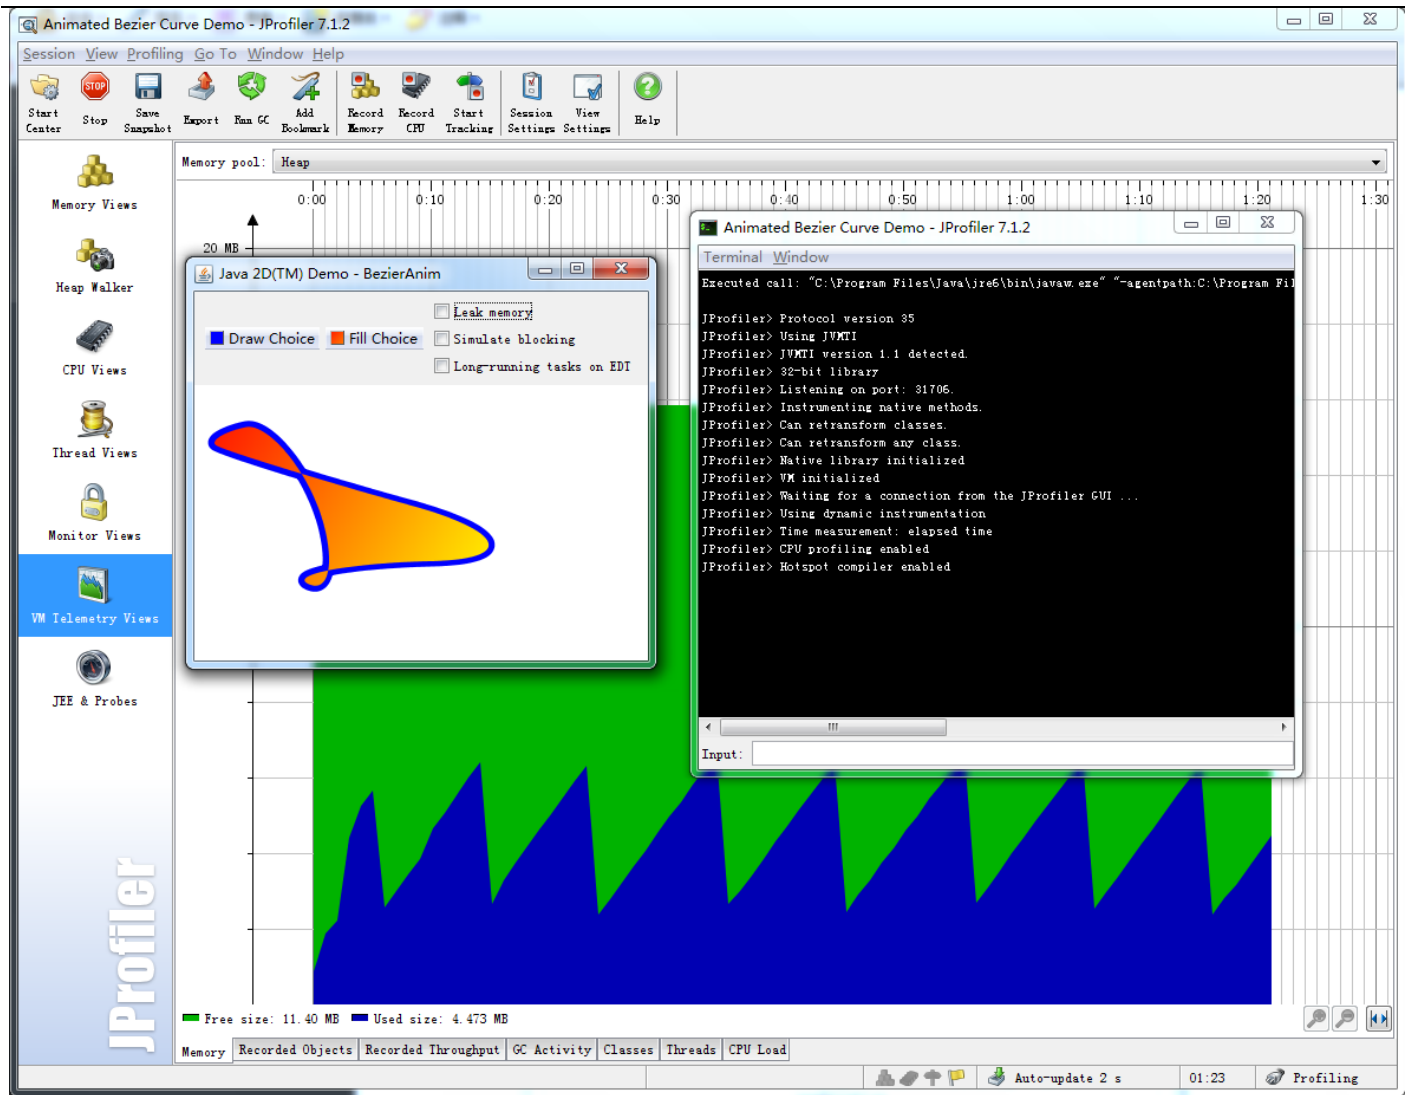 Animated Bezier Curve Demo - JProfiler 7.1.2
Session View Profiling Go To Window Help
Start Center
Stop
Save Snapshot
Export
Run GC
Add Bookmark
Record Memory
Record CPU
Start Tracking
Session Settings
View Settings
Help
Memory Views
Heap Walker
CPU Views
Thread Views
Monitor Views
VM Telemetry Views
JEE & Probes
JProfiler
Memory pool: Heap
0:00 0:10 0:20 0:30 0:40 0:50 1:00 1:10 1:20 1:30
20 MB
Java 2D(TM) Demo - BezierAnim
Draw Choice Fill Choice
Leak memory
Simulate blocking
Long-running tasks on EDT
Animated Bezier Curve Demo - JProfiler 7.1.2
Terminal Window
Executed call: "C:\Program Files\Java\jre6\bin\javaw.exe" "-agentpath:C:\Program Fil
JProfiler> Protocol version 35
JProfiler> Using JVMTI
JProfiler> JVMTI version 1.1 detected.
JProfiler> 32-bit library
JProfiler> Listening on port: 31706.
JProfiler> Instrumenting native methods.
JProfiler> Can retransform classes.
JProfiler> Can retransform any class.
JProfiler> Native library initialized
JProfiler> VM initialized
JProfiler> Waiting for a connection from the JProfiler GUI ...
JProfiler> Using dynamic instrumentation
JProfiler> Time measurement: elapsed time
JProfiler> CPU profiling enabled
JProfiler> Hotspot compiler enabled
Input:
Free size: 11.40 MB Used size: 4.473 MB
Memory Recorded Objects Recorded Throughput GC Activity Classes Threads CPU Load
Auto-update 2 s 01:23 Profiling